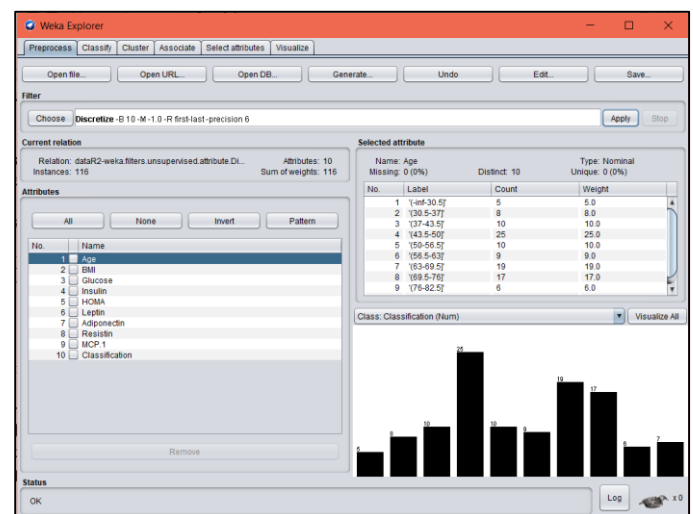 Weka Explorer
Preprocess Classify Cluster Associate Select attributes Visualize
Open file... Open URL... Open DB... Generate... Undo Edit... Save...
Filter
Choose Discretize -B 10 -M -1.0 -R first-last -precision 6 Apply Stop
Current relation
Relation: dataR2-weka.filters.unsupervised.attribute.Di... Attributes: 10
Instances: 116 Sum of weights: 116
Attributes
All None Invert Pattern
No. Name
1 Age
2 BMI
3 Glucose
4 Insulin
5 HOMA
6 Leptin
7 Adiponectin
8 Resistin
9 MCP.1
10 Classification
Remove
Selected attribute
Name: Age Type: Nominal
Missing: 0 (0%) Distinct: 10 Unique: 0 (0%)
No. Label Count Weight
1 '(-inf-30.5]' 5 5.0
2 '(30.5-37]' 8 8.0
3 '(37-43.5]' 10 10.0
4 '(43.5-50]' 25 25.0
5 '(50-56.5]' 10 10.0
6 '(56.5-63]' 9 9.0
7 '(63-69.5]' 19 19.0
8 '(69.5-76]' 17 17.0
9 '(76-82.5]' 6 6.0
Class: Classification (Num) Visualize All
5 8 10 25 10 9 19 17 6 7
Status
OK Log x 0